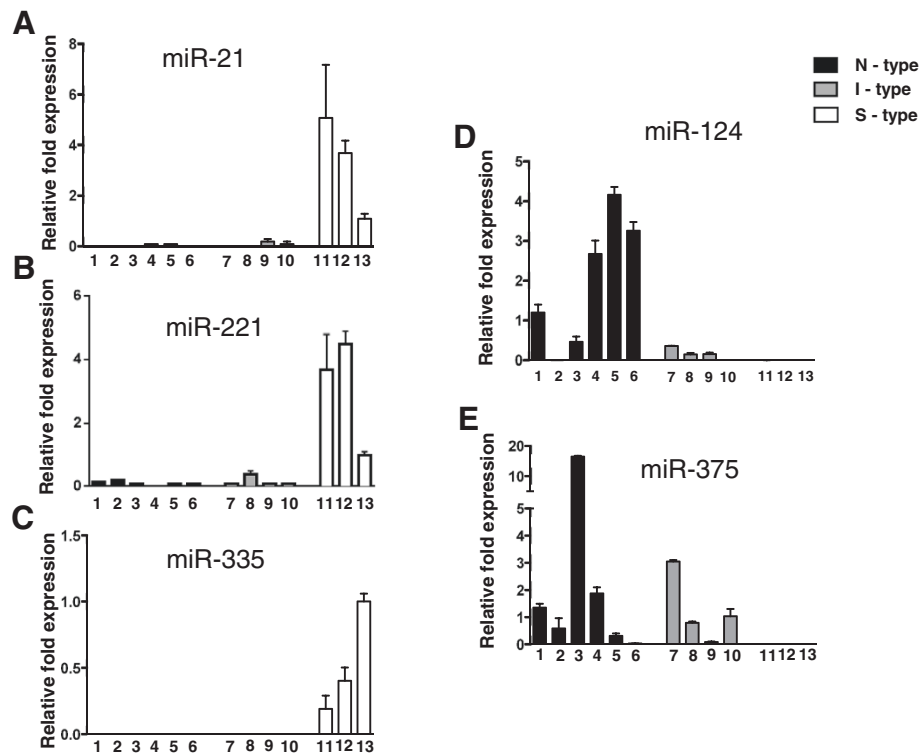 A
miR-21
Relative fold expression
8
6
4
2
0
1 2 3 4 5 6 7 8 9 10 11 12 13
B
miR-221
Relative fold expression
6
4
2
0
1 2 3 4 5 6 7 8 9 10 11 12 13
C
miR-335
Relative fold expression
1.5
1.0
0.5
0.0
1 2 3 4 5 6 7 8 9 10 11 12 13
N - type
I - type
S - type
D
miR-124
Relative fold expression
5
4
3
2
1
0
1 2 3 4 5 6 7 8 9 10 11 12 13
E
miR-375
Relative fold expression
20
10
5
4
3
2
1
0
1 2 3 4 5 6 7 8 9 10 11 12 13